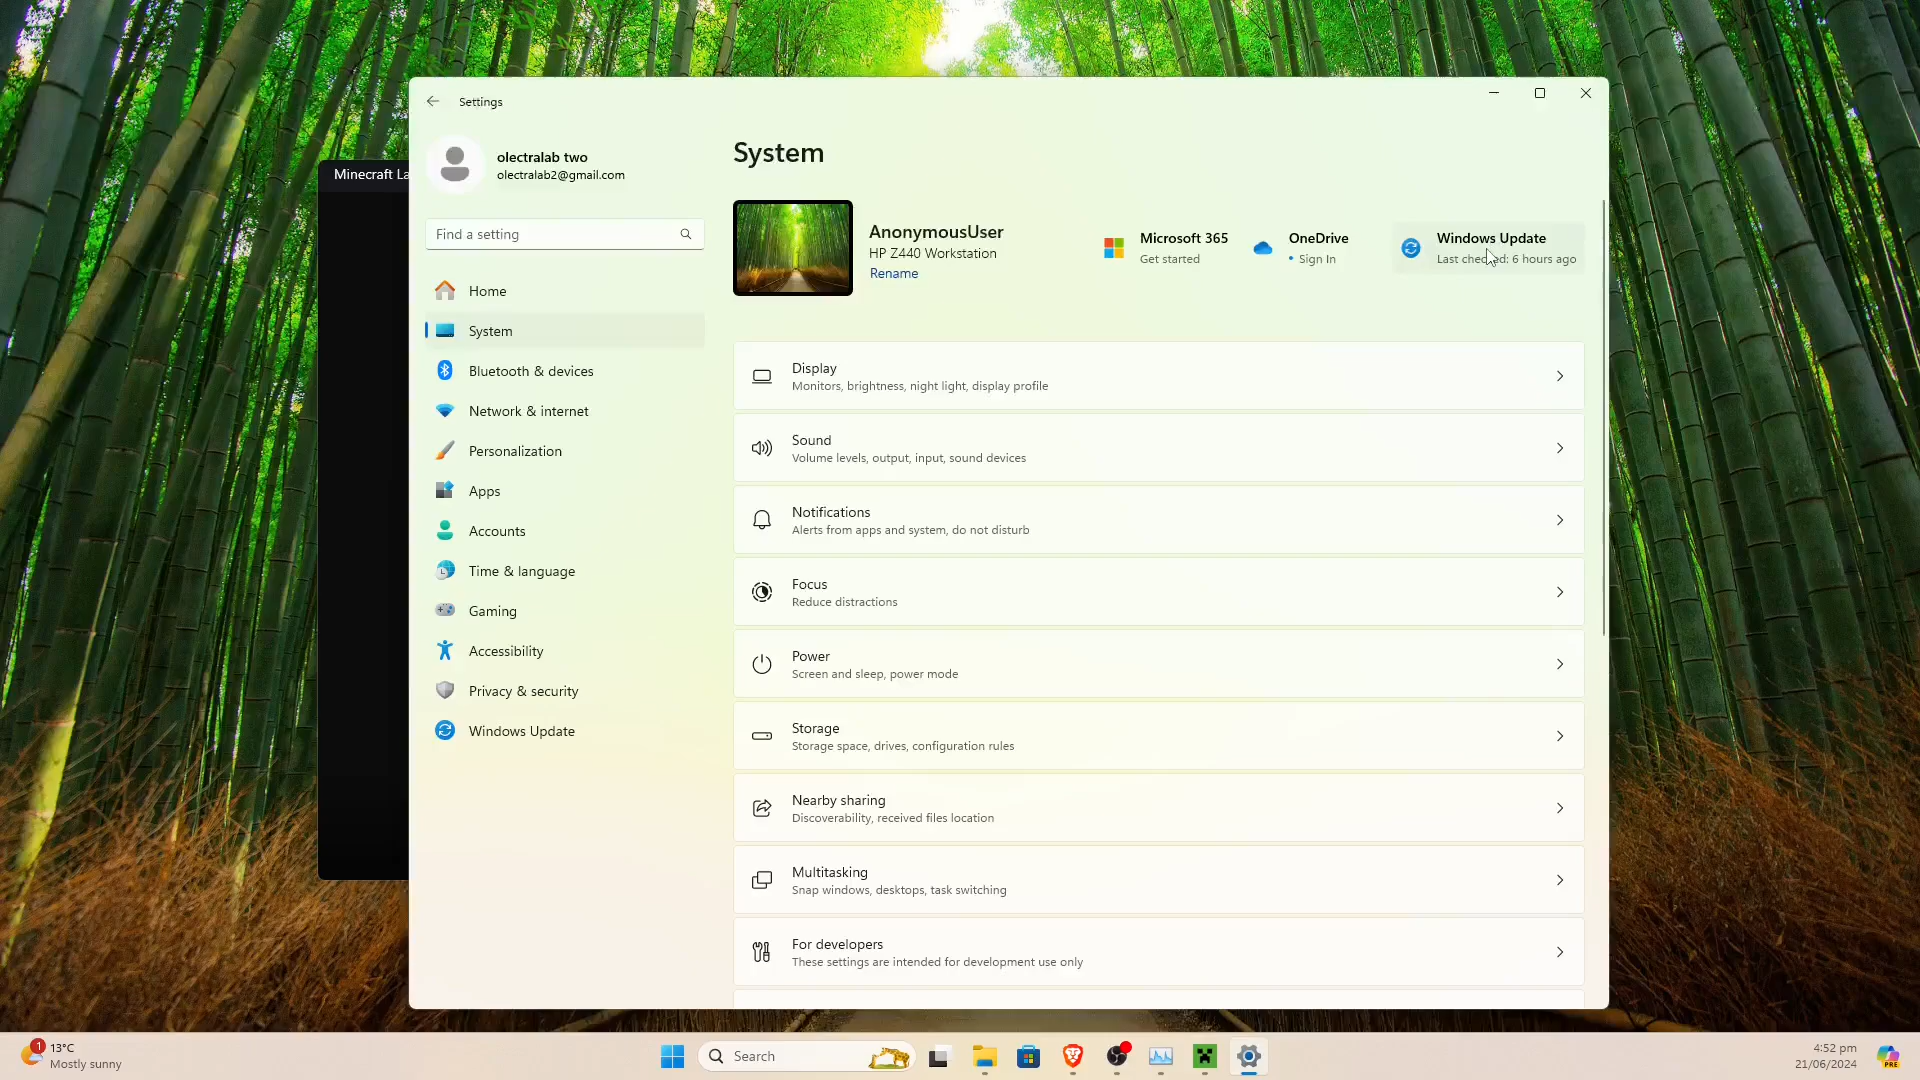 Settings
olectralab two
olectralab2@gmail.com
Find a setting
Home
System
Bluetooth & devices
Network & internet
Personalization
Apps
Accounts
Time & language
Gaming
Accessibility
Privacy & security
Windows Update
System
AnonymousUser
HP Z440 Workstation
Rename
Microsoft 365
Get started
OneDrive
• Sign In
Windows Update
Last checked: 6 hours ago
Display
Monitors, brightness, night light, display profile
Sound
Volume levels, output, input, sound devices
Notifications
Alerts from apps and system, do not disturb
Focus
Reduce distractions
Power
Screen and sleep, power mode
Storage
Storage space, drives, configuration rules
Nearby sharing
Discoverability, received files location
Multitasking
Snap windows, desktops, task switching
For developers
These settings are intended for development use only
Minecraft La
1
13°C
Mostly sunny
Search
PRE
4:52 pm
21/06/2024